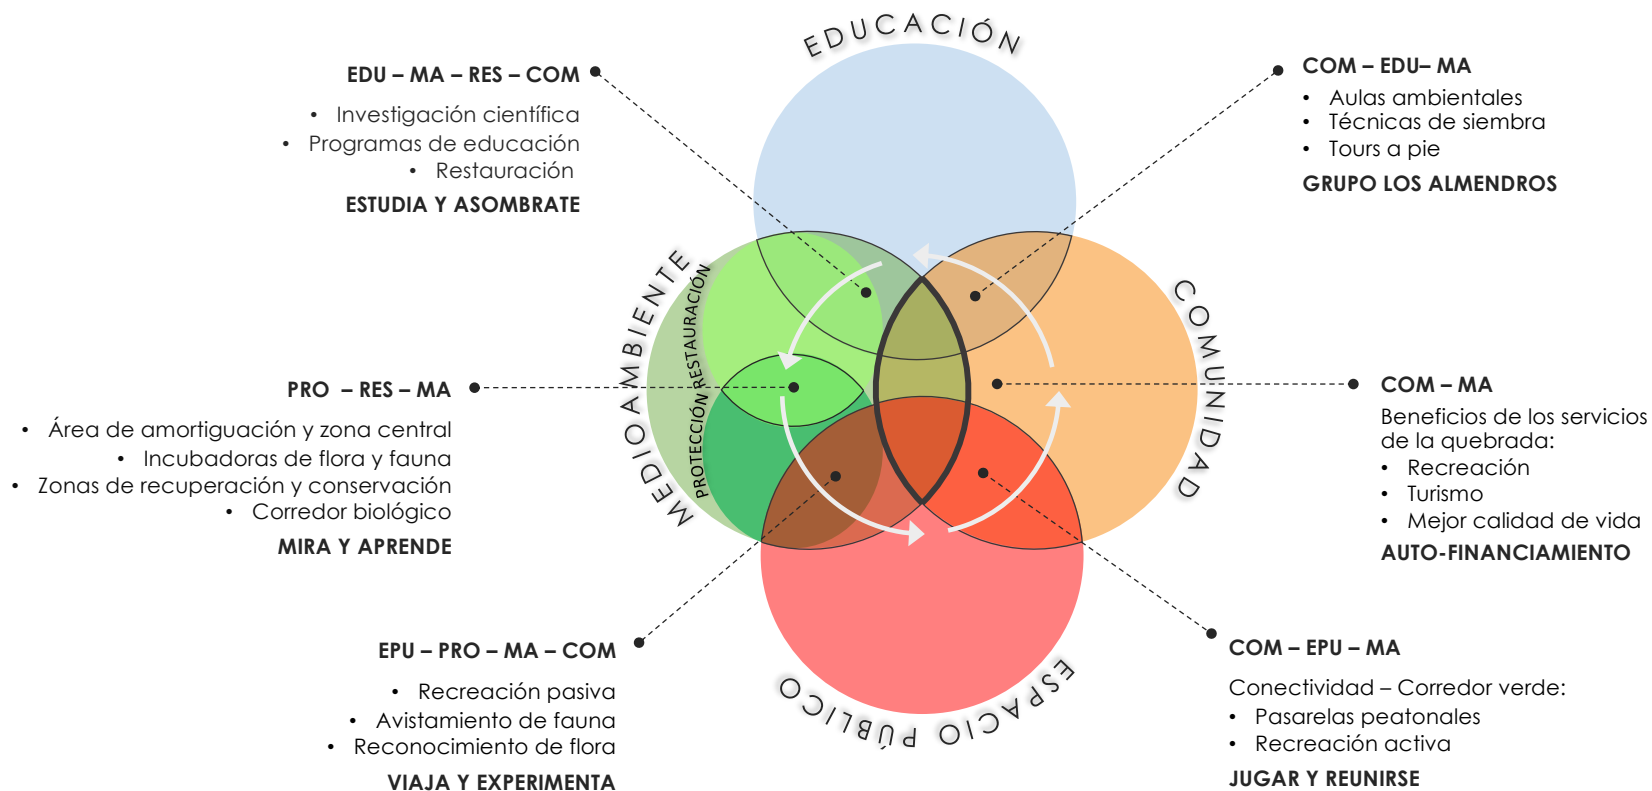 EDUCACIÓN
EDU – MA – RES – COM
• Investigación científica
• Programas de educación
• Restauración
ESTUDIA Y ASOMBRATE
COM – EDU– MA
• Aulas ambientales
• Técnicas de siembra
• Tours a pie
GRUPO LOS ALMENDROS
MEDIO AMBIENTE
PROTECCIÓN
RESTAURACIÓN
COMUNIDAD
PRO – RES – MA
• Área de amortiguación y zona central
• Incubadoras de flora y fauna
• Zonas de recuperación y conservación
• Corredor biológico
MIRA Y APRENDE
COM – MA
Beneficios de los servicios
de la quebrada:
• Recreación
• Turismo
• Mejor calidad de vida
AUTO-FINANCIAMIENTO
EPU – PRO – MA – COM
• Recreación pasiva
• Avistamiento de fauna
• Reconocimiento de flora
VIAJA Y EXPERIMENTA
ESPACIO PÚBLICO
COM – EPU – MA
Conectividad – Corredor verde:
• Pasarelas peatonales
• Recreación activa
JUGAR Y REUNIRSE